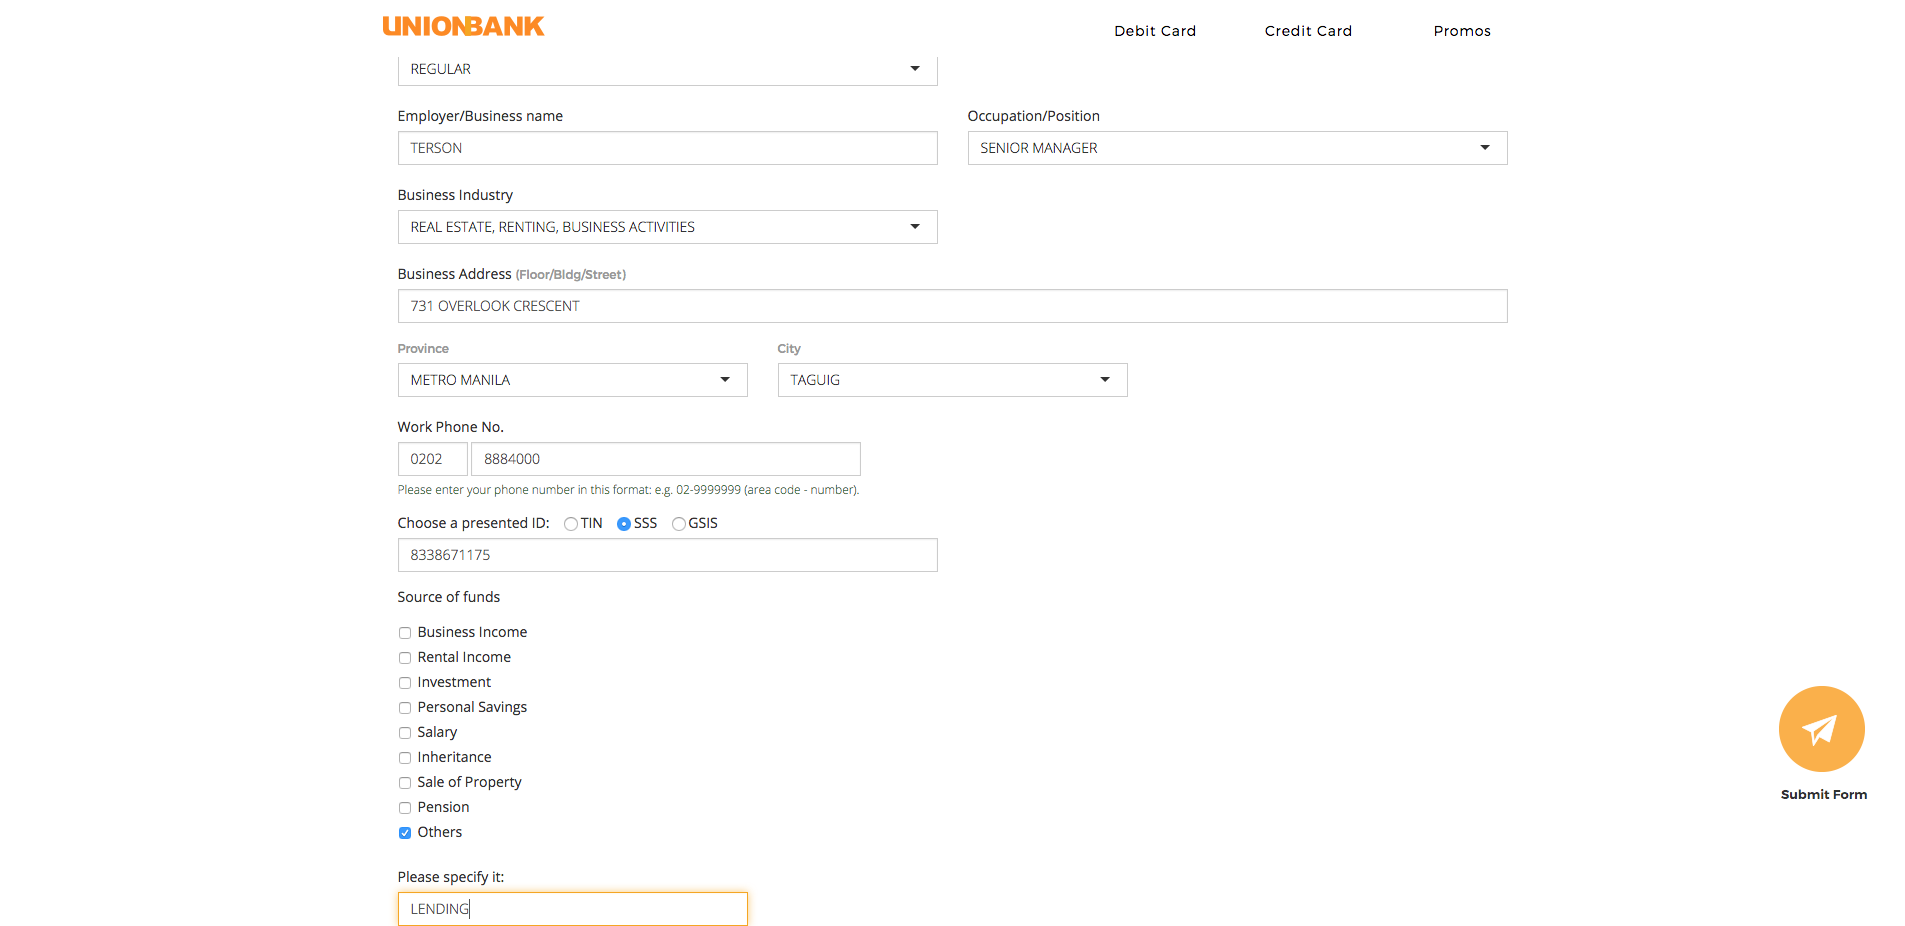 UNIONBANK
Debit Card Credit Card Promos
REGULAR
Employer/Business name Occupation/Position
TERSON SENIOR MANAGER
Business Industry
REAL ESTATE, RENTING, BUSINESS ACTIVITIES
Business Address (Floor/Bldg/Street)
731 OVERLOOK CRESCENT
Province City
METRO MANILA TAGUIG
Work Phone No.
0202 8884000
Please enter your phone number in this format: e.g. 02-9999999 (area code - number).
Choose a presented ID: TIN SSS GSIS
8338671175
Source of funds
Business Income
Rental Income
Investment
Personal Savings
Salary
Inheritance
Sale of Property
Pension
Others
Submit Form
Please specify it:
LENDING